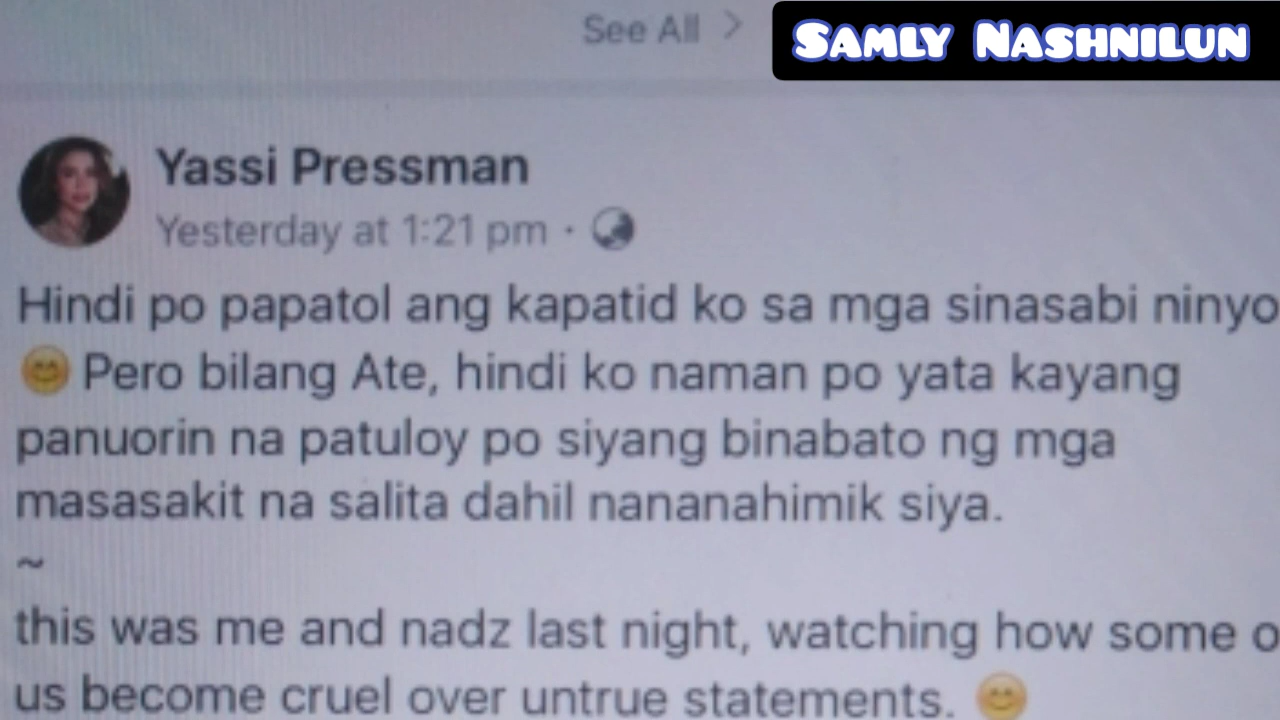 See All >
SAMLY NASHNILUN
Yassi Pressman
Yesterday at 1:21 pm ·
Hindi po papatol ang kapatid ko sa mga sinasabi ninyo
😊 Pero bilang Ate, hindi ko naman po yata kayang
panuorin na patuloy po siyang binabato ng mga
masasakit na salita dahil nananahimik siya.
~
this was me and nadz last night, watching how some o
us become cruel over untrue statements. 😊